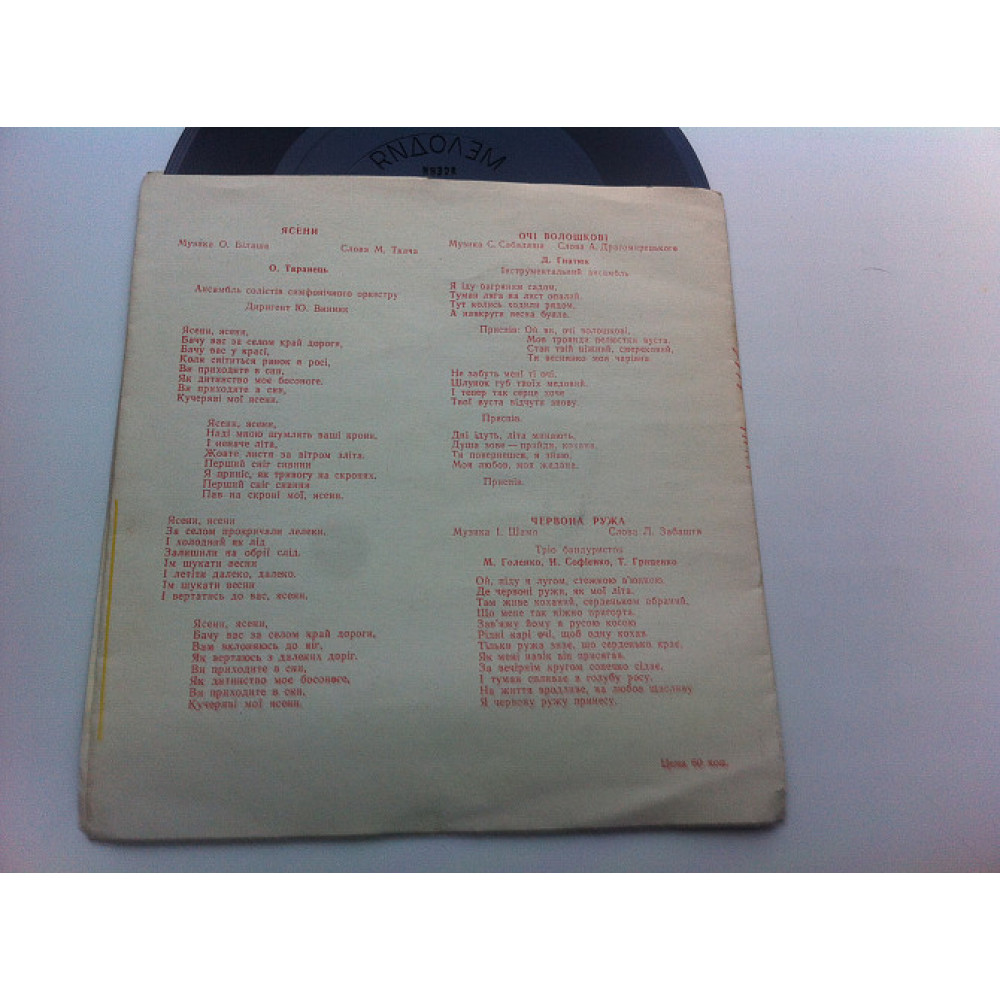 МЕЛОДИЯ
ЯСЕНИ
Музика О. Білаша Слова М. Ткача
О. Таранець
Ансамбль солістів симфонічного оркестру
Диригент Ю. Винник
Ясени, ясени,
Бачу вас за селом край дороги,
Бачу вас у красі,
Коли світиться ранок в росі,
Ви приходите в сни,
Як дитинство моє босоноге.
Ви приходите в сни,
Кучеряві мої ясени.
Ясени, ясени,
Наді мною шумлять ваші крони,
І неначе літа,
Жовте листя за вітром зліта.
Перший сніг сивини
Я приніс, як тривогу на скронях.
Перший сніг сивини
Пав на скроні мої, ясени.
Ясени, ясени
За селом прокричали лелеки.
І холодний як лід
Залишили на обрії слід.
Їм шукати весни
І летіти далеко, далеко.
Їм шукати весни
І вертатись до вас, ясени.
Ясени, ясени,
Бачу вас за селом край дороги,
Вам вклонюсь до ніг,
Як вертаюсь з далеких доріг.
Ви приходите в сни,
Як дитинство моє босоноге,
Ви приходите в сни,
Кучеряві мої ясени.
ОЧІ ВОЛОШКОВІ
Музика С. Сабадаша Слова А. Драгомирецького
Д. Гнатюк
Інструментальний ансамбль
Я іду багряним садом,
Туман ляга на лист опалий.
Тут колись ходили рядом,
А навкруги весна буяла.
Приспів: Ой ви, очі волошкові,
Мов троянди пелюстки вуста.
Стан твій ніжний, смерековий,
Ти весняно моя чарівна.
Не забуть мені ті очі,
Цілунок губ твоїх медовий.
І тепер так серце хоче
Твої вуста відчути знову.
Приспів.
Дні ідуть, літа минають,
Душа зове — прийди, кохана.
Ти повернешся, я знаю,
Моя любов, моя жадана.
Приспів.
ЧЕРВОНА РУЖА
Музика І. Шамо Слова Л. Забашти
Тріо бандуристок
М. Голенко, Н. Софієнко, Т. Гриценко
Ой, піду я лугом, стежкою в'юнкою.
Де червоні ружи, як мої літа.
Там живе коханий, серденьком обраний,
Що мене так ніжно пригорта.
Зав'яжу йому я русою косою
Рідні карі очі, щоб одну кохав.
Тільки ружа знає, що серденько крає.
Як мені навік він присягав.
За вечірнім кругом сонечко сідає,
І туман спливає в голубу росу.
На життя вродливе, на любов щасливу
Я червону ружу принесу.
Цена 60 коп.